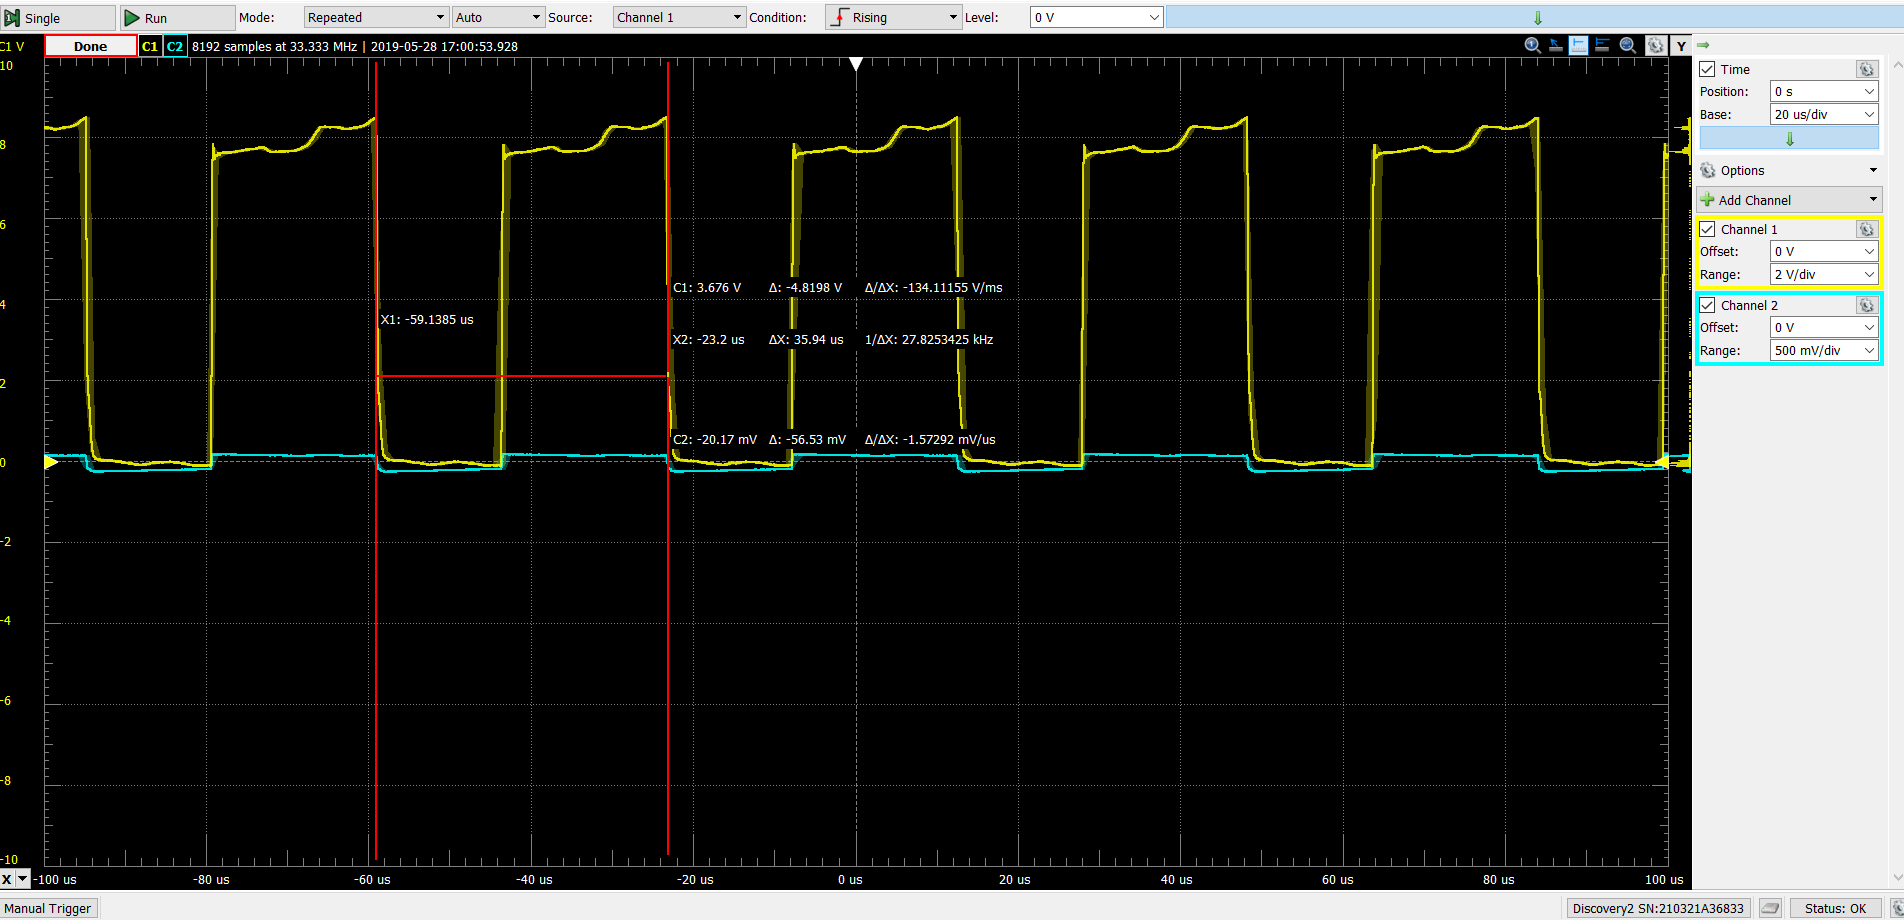 Single Run Mode: Repeated Auto Source: Channel 1 Condition: Rising Level: 0 V
C1 V Done C1 C2 8192 samples at 33.333 MHz | 2019-05-28 17:00:53.928 Y
10
8
6
4
2
0
-2
-4
-6
-8
-10
C1: 3.676 V Δ: -4.8198 V Δ/ΔX: -134.11155 V/ms
X1: -59.1385 us
X2: -23.2 us ΔX: 35.94 us 1/ΔX: 27.8253425 kHz
C2: -20.17 mV Δ: -56.53 mV Δ/ΔX: -1.57292 mV/us
X -100 us -80 us -60 us -40 us -20 us 0 us 20 us 40 us 60 us 80 us 100 us
Time
Position: 0 s
Base: 20 us/div
Options
Add Channel
Channel 1
Offset: 0 V
Range: 2 V/div
Channel 2
Offset: 0 V
Range: 500 mV/div
Manual Trigger Discovery2 SN:210321A36833 Status: OK